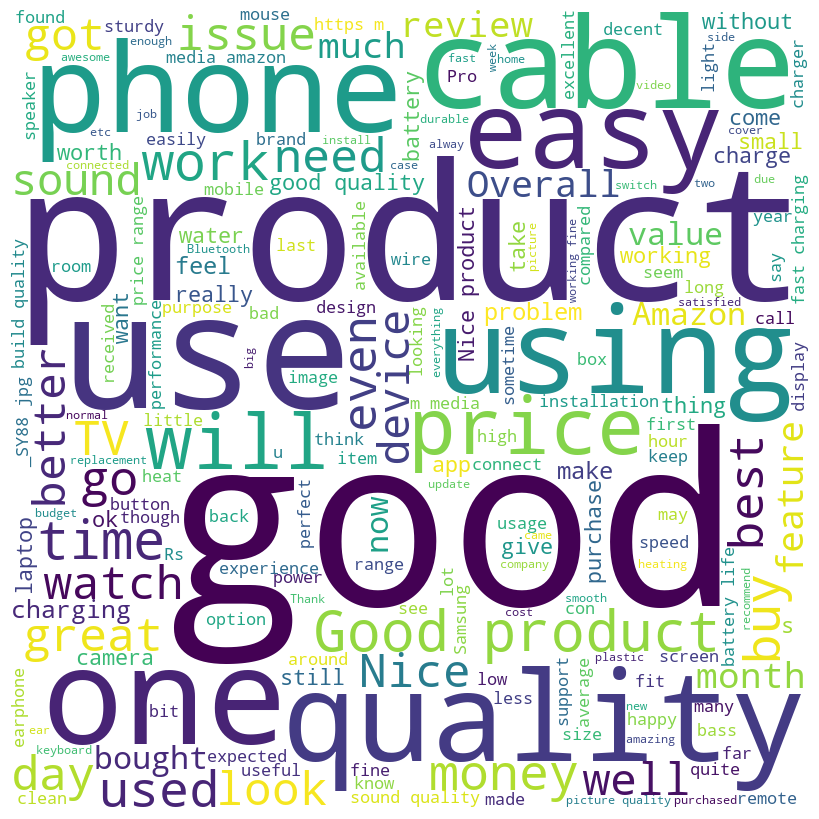 found
sturdy
mouse
https m
review
decent
without
got
enough
issue
much
cable
excellent
side
awesome
media amazon
Pro
week
fast
home
light
charger
speaker
phone
battery
video
etc
job
install
durable
easy
cover
come
easily
brand
alway
small
worth
work
need
case
switch
two
due
charge
connected
sound
mobile
good quality
Overall
product
price range
water
Bluetooth
last
available
take
compared
value
year
room
feel
wire
working fine
picture
working
say
fast charging
build quality
want
really
Nice product
seem
long
received
purpose
bad
design
looking
problem
Amazon
satisfied
call
performance
use
even
device
everything
sometime
using
big
image
box
display
_SY88 jpg
better
normal
little
will
m media
price
installation
thing
first
TV
think
high
hour
replacement
u
item
app
connect
keep
best
feature
go
heat
update
make
budget
button
good
laptop
ok
though
back
perfect
now
usage
purchase
may
time
Rs
came
give
speed
experience
range
company
heating
watch
power
charging
Thank
lot
see
cost
smooth
con
buy
recommend
option
Samsung
great
Good product
s
camera
around
battery life
one
still
Nice
low
plastic
screen
month
earphone
bit
quality
less
support
average
fit
many
new
happy
bass
ear
size
amazing
far
keyboard
bought
expected
quite
day
useful
fine
know
money
well
clean
used
look
sound quality
made
picture quality
purchased
remote